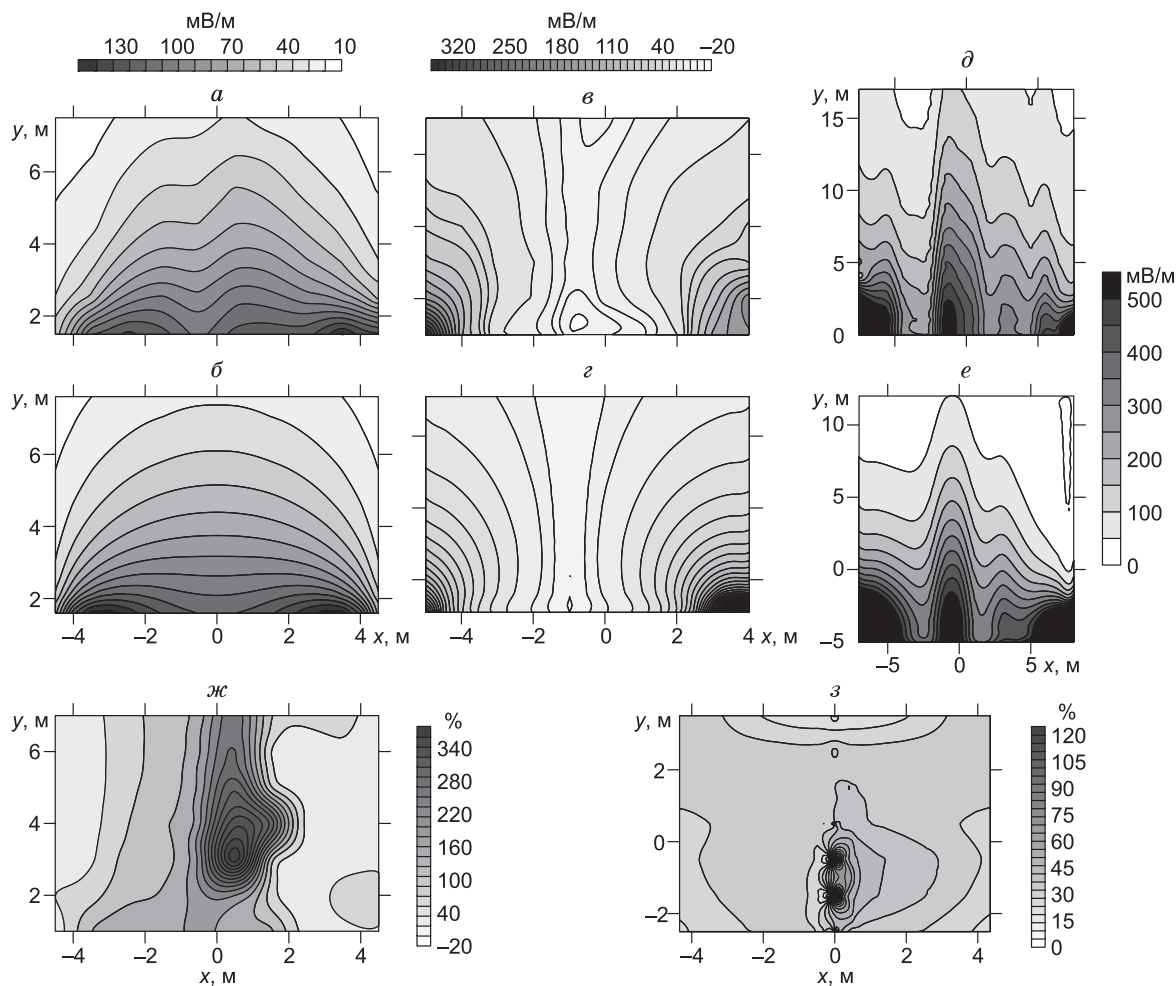 мВ/м
130 100 70 40 10
мВ/м
320 250 180 110 40 –20
а
в
д
y, м
6
4
2
15
10
5
0
мВ/м
500
400
300
200
100
0
б
г
е
y, м
6
4
2
–4 –2 0 2 4 x, м
–4 –2 0 2 4 x, м
y, м
10
5
0
–5
–5 0 5 x, м
ж
з
y, м
6
4
2
–4 –2 0 2 4
x, м
%
340
280
220
160
100
40
–20
y, м
2
0
–2
–4 –2 0 2 4
x, м
%
120
105
90
75
60
45
30
15
0